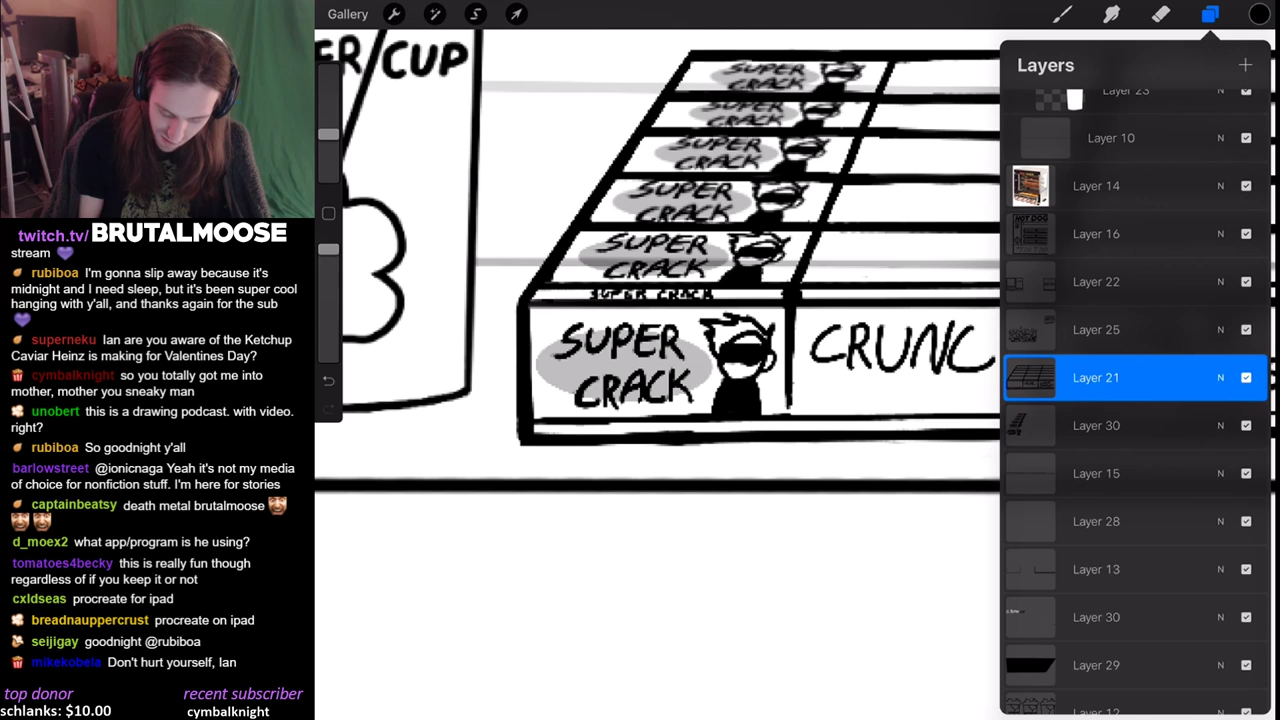 Gallery
Layers
Layer 23
N
Layer 10
N
Layer 14
N
HOT DOG
Layer 16
N
Layer 22
N
Layer 25
N
Layer 21
N
Layer 30
N
Layer 15
N
Layer 28
N
Layer 13
N
Layer 30
N
Layer 29
N
Layer 12
N
ER/CUP
SUPER
CRACK
SUPER
CRACK
SUPER
CRACK
SUPER
CRACK
SUPER
CRACK
SUPER CRACK
SUPER
CRACK
CRUNC
twitch.tv/BRUTALMOOSE
stream
rubiboa I'm gonna slip away because it's
midnight and I need sleep, but it's been super cool
hanging with y'all, and thanks again for the sub
superneku Ian are you aware of the Ketchup
Caviar Heinz is making for Valentines Day?
cymbalknight so you totally got me into
mother, mother you sneaky man
unobert this is a drawing podcast. with video.
right?
rubiboa So goodnight y'all
barlowstreet @ionicnaga Yeah it's not my media
of choice for nonfiction stuff. I'm here for stories
captainbeatsy death metal brutalmoose
d_moex2 what app/program is he using?
tomatoes4becky this is really fun though
regardless of if you keep it or not
cxldseas procreate for ipad
breadnauppercrust procreate on ipad
seijigay goodnight @rubiboa
mikekobela Don't hurt yourself, Ian
top donor
schlanks: $10.00
recent subscriber
cymbalknight